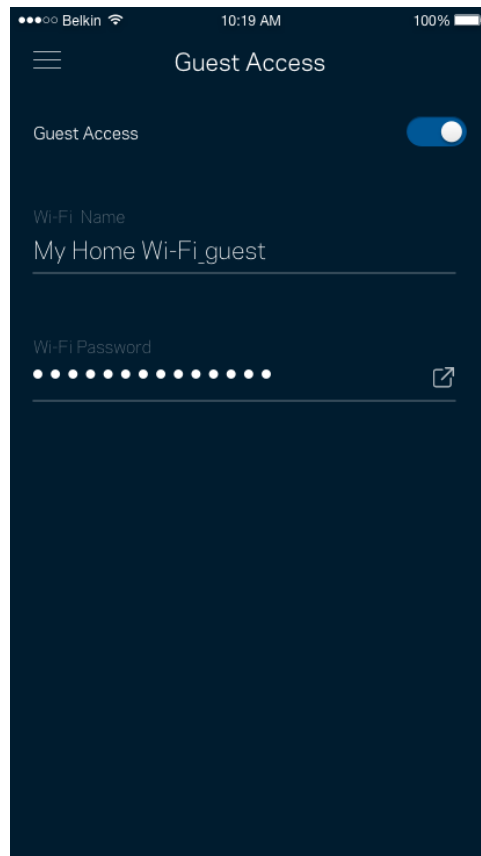 Belkin 10:19 AM 100%
Guest Access
Guest Access
Wi-Fi Name
My Home Wi-Fi_guest
Wi-Fi Password
••••••••••••••